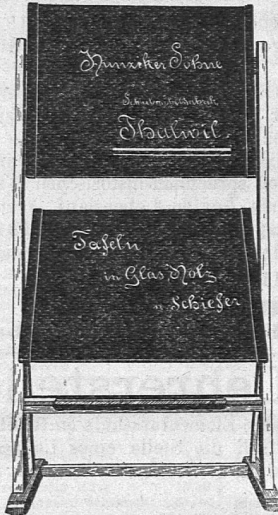 Hunziker Söhne
Schulmöbelfabrik
Thalwil.
Tafeln
in Glas Holz
u. Schiefer